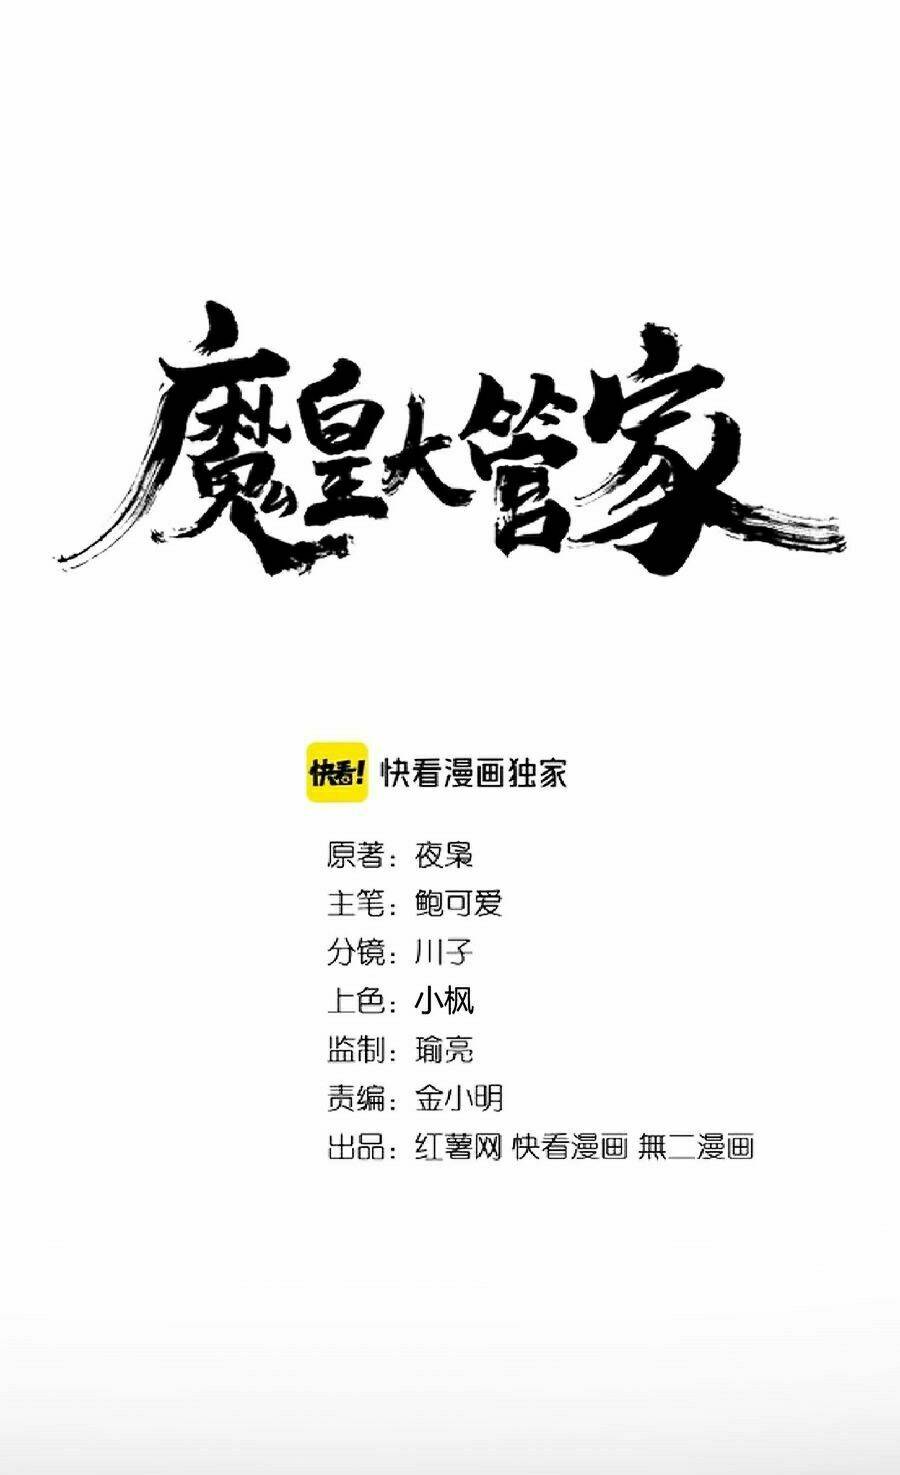 魔皇大管家
快看! 快看漫画独家
原著：夜枭
主笔：鲍可爱
分镜：川子
上色：小枫
监制：瑜亮
责编：金小明
出品：红薯网 快看漫画 無二漫画